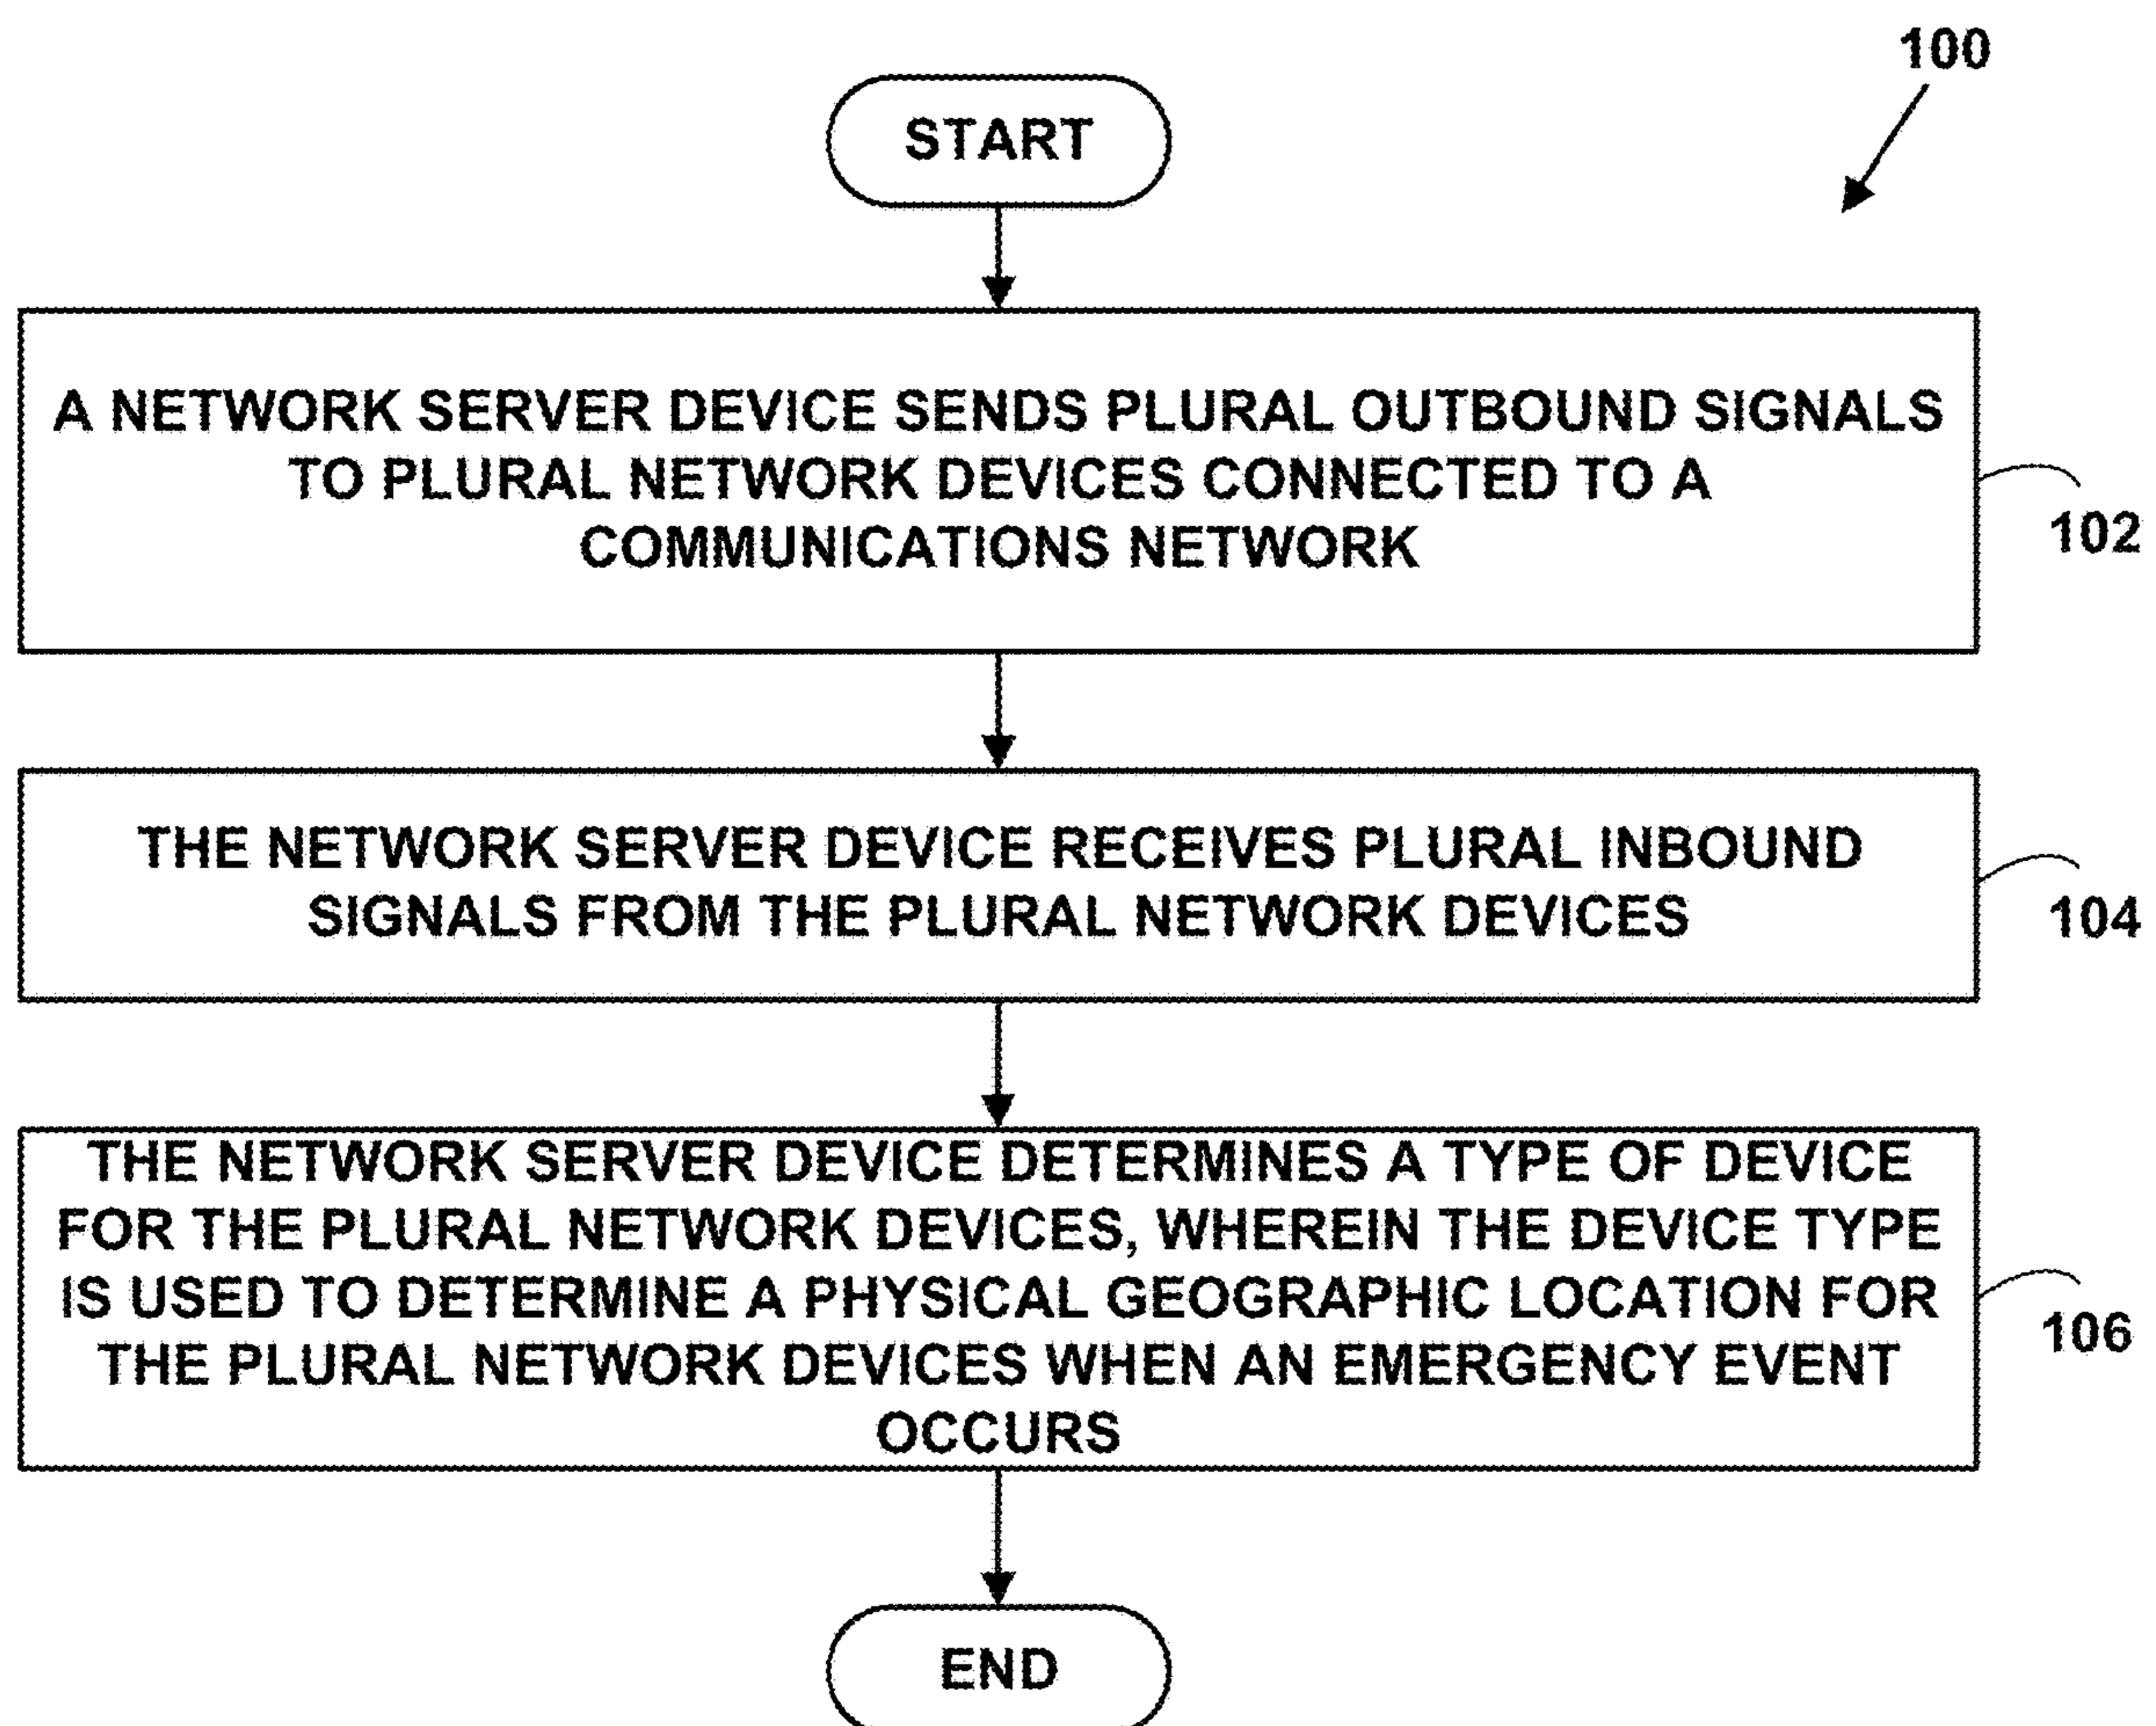 100
START
A NETWORK SERVER DEVICE SENDS PLURAL OUTBOUND SIGNALS
TO PLURAL NETWORK DEVICES CONNECTED TO A
COMMUNICATIONS NETWORK
102
THE NETWORK SERVER DEVICE RECEIVES PLURAL INBOUND
SIGNALS FROM THE PLURAL NETWORK DEVICES
104
THE NETWORK SERVER DEVICE DETERMINES A TYPE OF DEVICE
FOR THE PLURAL NETWORK DEVICES, WHEREIN THE DEVICE TYPE
IS USED TO DETERMINE A PHYSICAL GEOGRAPHIC LOCATION FOR
THE PLURAL NETWORK DEVICES WHEN AN EMERGENCY EVENT
OCCURS
106
END